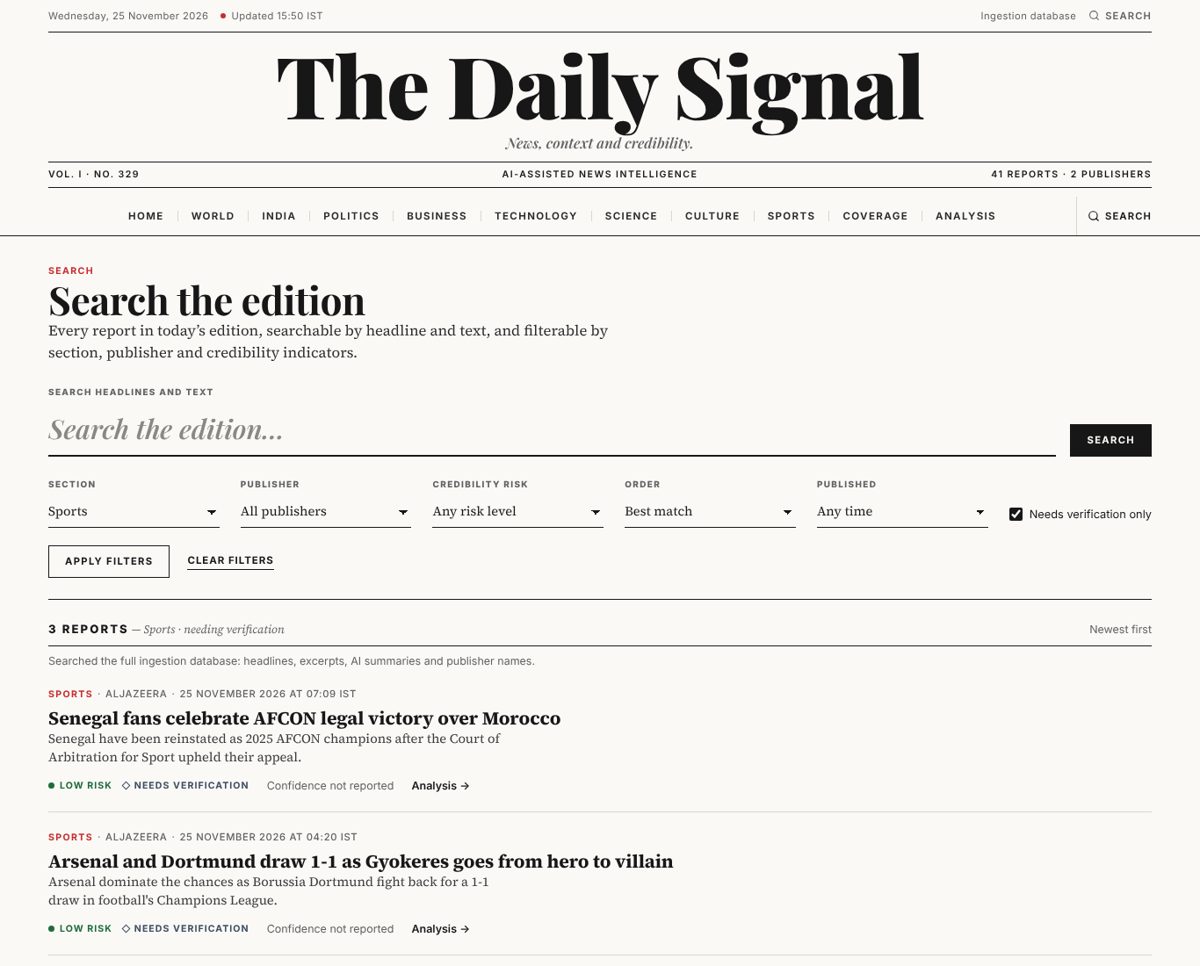 Wednesday, 25 November 2026 Updated 15:50 IST
Ingestion database SEARCH
The Daily Signal
News, context and credibility.
VOL. I · NO. 329 AI-ASSISTED NEWS INTELLIGENCE 41 REPORTS · 2 PUBLISHERS
HOME WORLD INDIA POLITICS BUSINESS TECHNOLOGY SCIENCE CULTURE SPORTS COVERAGE ANALYSIS SEARCH
SEARCH
Search the edition
Every report in today’s edition, searchable by headline and text, and filterable by
section, publisher and credibility indicators.
SEARCH HEADLINES AND TEXT
Search the edition… SEARCH
SECTION PUBLISHER CREDIBILITY RISK ORDER PUBLISHED
Sports All publishers Any risk level Best match Any time Needs verification only
APPLY FILTERS CLEAR FILTERS
3 REPORTS — Sports · needing verification Newest first
Searched the full ingestion database: headlines, excerpts, AI summaries and publisher names.
SPORTS · ALJAZEERA · 25 NOVEMBER 2026 AT 07:09 IST
Senegal fans celebrate AFCON legal victory over Morocco
Senegal have been reinstated as 2025 AFCON champions after the Court of
Arbitration for Sport upheld their appeal.
LOW RISK NEEDS VERIFICATION Confidence not reported Analysis →
SPORTS · ALJAZEERA · 25 NOVEMBER 2026 AT 04:20 IST
Arsenal and Dortmund draw 1-1 as Gyokeres goes from hero to villain
Arsenal dominate the chances as Borussia Dortmund fight back for a 1-1
draw in football's Champions League.
LOW RISK NEEDS VERIFICATION Confidence not reported Analysis →